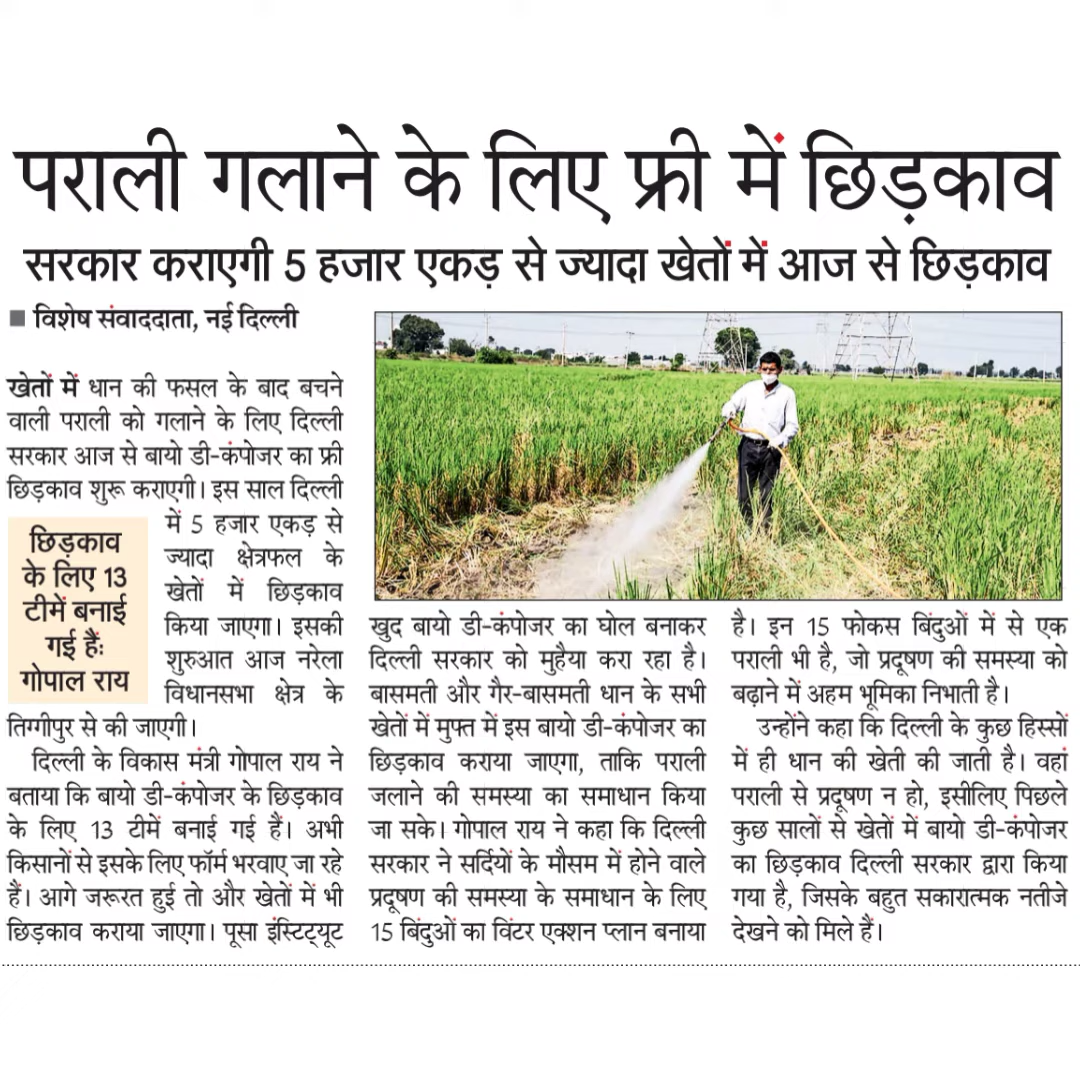 पराली गलाने के लिए फ्री में छिड़काव
सरकार कराएगी 5 हजार एकड़ से ज्यादा खेतों में आज से छिड़काव
■ विशेष संवाददाता, नई दिल्ली
खेतों में धान की फसल के बाद बचने
वाली पराली को गलाने के लिए दिल्ली
सरकार आज से बायो डी-कंपोजर का फ्री
छिड़काव शुरू कराएगी। इस साल दिल्ली
में 5 हजार एकड़ से
ज्यादा क्षेत्रफल के
खेतों में छिड़काव
किया जाएगा। इसकी
शुरुआत आज नरेला
विधानसभा क्षेत्र के
तिग्गीपुर से की जाएगी।
छिड़काव
के लिए 13
टीमें बनाई
गई हैं:
गोपाल राय
दिल्ली के विकास मंत्री गोपाल राय ने
बताया कि बायो डी-कंपोजर के छिड़काव
के लिए 13 टीमें बनाई गई हैं। अभी
किसानों से इसके लिए फॉर्म भरवाए जा रहे
हैं। आगे जरूरत हुई तो और खेतों में भी
छिड़काव कराया जाएगा। पूसा इंस्टिट्यूट
खुद बायो डी-कंपोजर का घोल बनाकर
दिल्ली सरकार को मुहैया करा रहा है।
बासमती और गैर-बासमती धान के सभी
खेतों में मुफ्त में इस बायो डी-कंपोजर का
छिड़काव कराया जाएगा, ताकि पराली
जलाने की समस्या का समाधान किया
जा सके। गोपाल राय ने कहा कि दिल्ली
सरकार ने सर्दियों के मौसम में होने वाले
प्रदूषण की समस्या के समाधान के लिए
15 बिंदुओं का विंटर एक्शन प्लान बनाया
है। इन 15 फोकस बिंदुओं में से एक
पराली भी है, जो प्रदूषण की समस्या को
बढ़ाने में अहम भूमिका निभाती है।
उन्होंने कहा कि दिल्ली के कुछ हिस्सों
में ही धान की खेती की जाती है। वहां
पराली से प्रदूषण न हो, इसीलिए पिछले
कुछ सालों से खेतों में बायो डी-कंपोजर
का छिड़काव दिल्ली सरकार द्वारा किया
गया है, जिसके बहुत सकारात्मक नतीजे
देखने को मिले हैं।